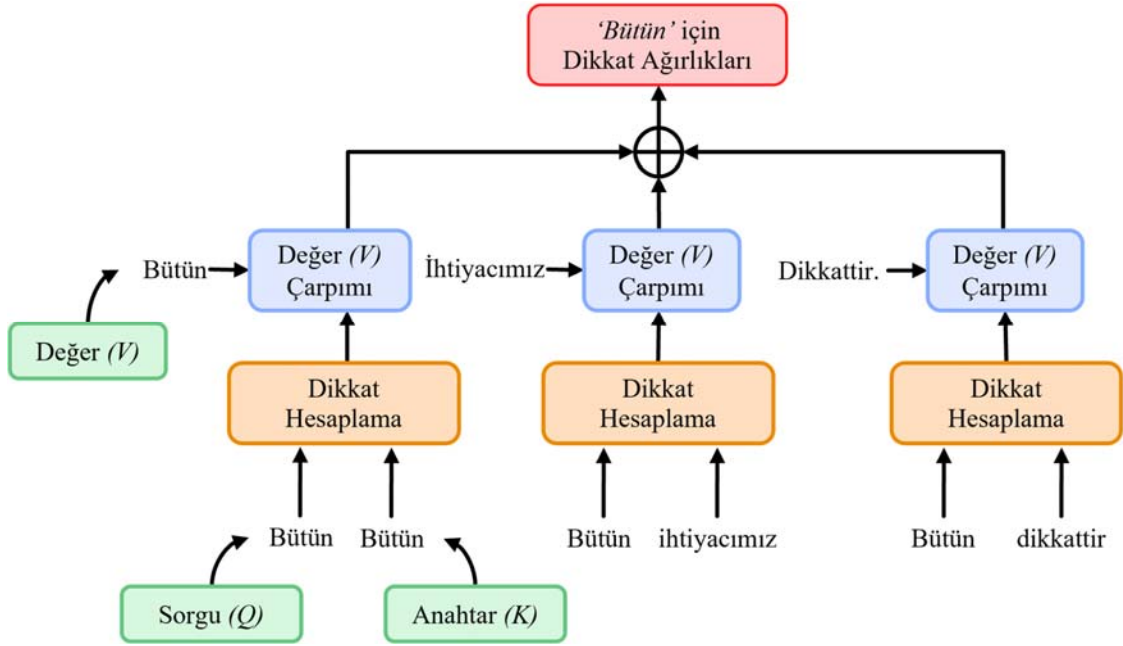 ‘Bütün’ için
Dikkat Ağırlıkları
Bütün
Değer (V)
Çarpımı
İhtiyacımız
Değer (V)
Çarpımı
Dikkattir.
Değer (V)
Çarpımı
Değer (V)
Dikkat
Hesaplama
Dikkat
Hesaplama
Dikkat
Hesaplama
Bütün
Bütün
Bütün
ihtiyacımız
Bütün
dikkattir
Sorgu (Q)
Anahtar (K)